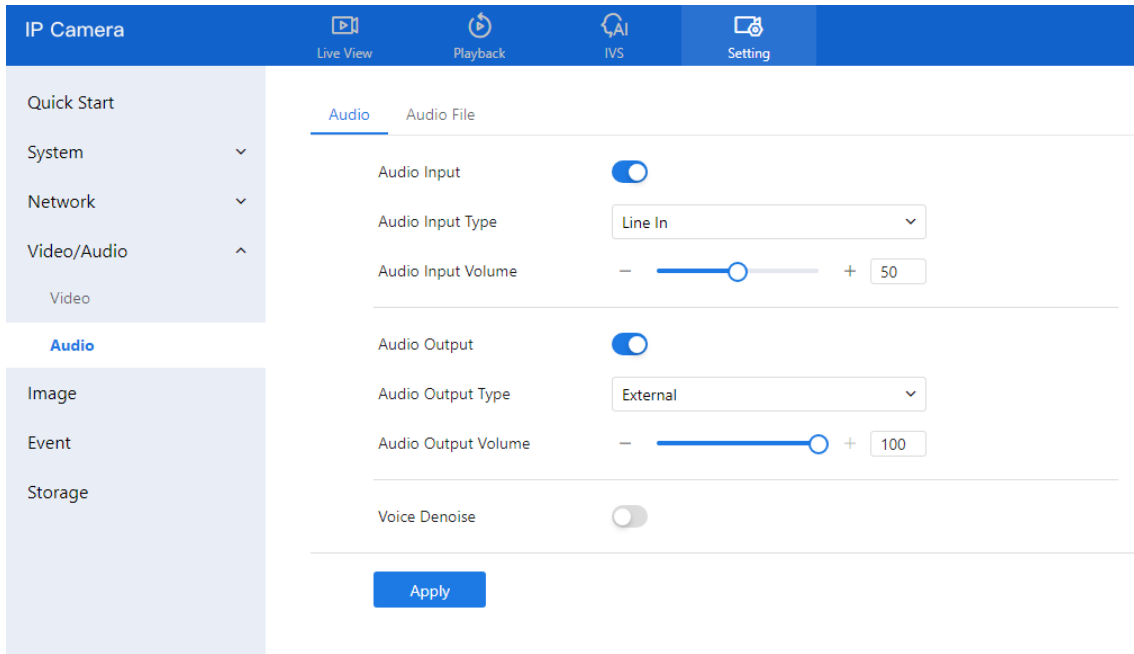 IP Camera
Live View
Playback
AI
IVS
Setting
Quick Start
System
Network
Video/Audio
Video
Audio
Image
Event
Storage
Audio Audio File
Audio Input
Audio Input Type Line In
Audio Input Volume − + 50
Audio Output
Audio Output Type External
Audio Output Volume − + 100
Voice Denoise
Apply